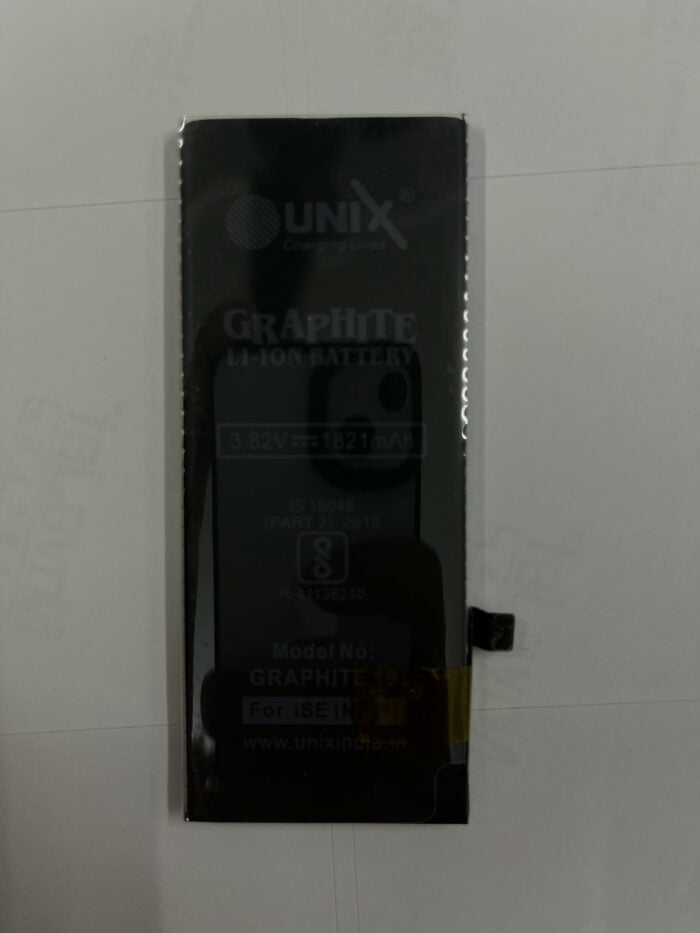 UNIX®
Charging Lives
GRAPHITE
LI-ION BATTERY
3.82V⎓1821mAh
IS 16046
(PART 2) 2018
R-41138240
Model No:
GRAPHITE 19
For iSE (N
www.unixindia.in